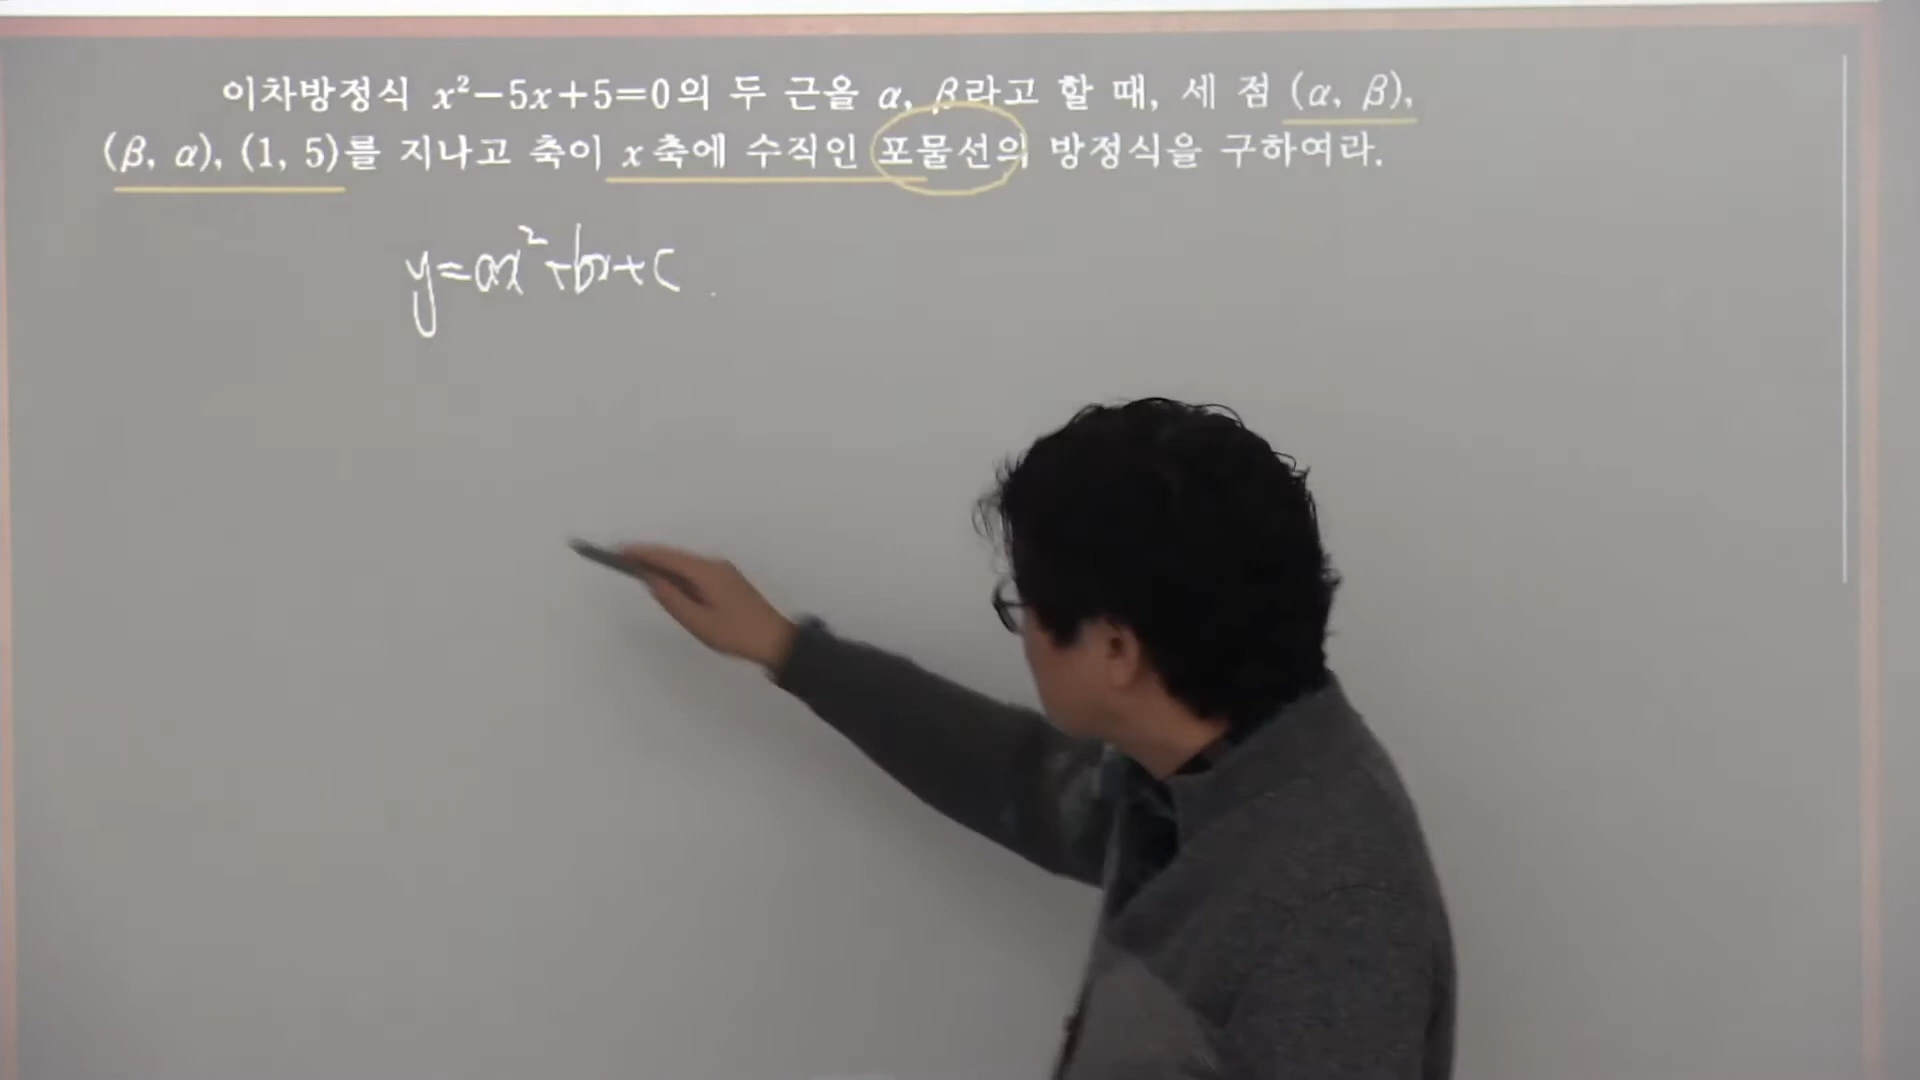 이차방정식 x²−5x+5=0의 두 근을 α, β라고 할 때, 세 점 (α, β),
(β, α), (1, 5)를 지나고 축이 x축에 수직인 포물선의 방정식을 구하여라.
y=ax²+bx+c